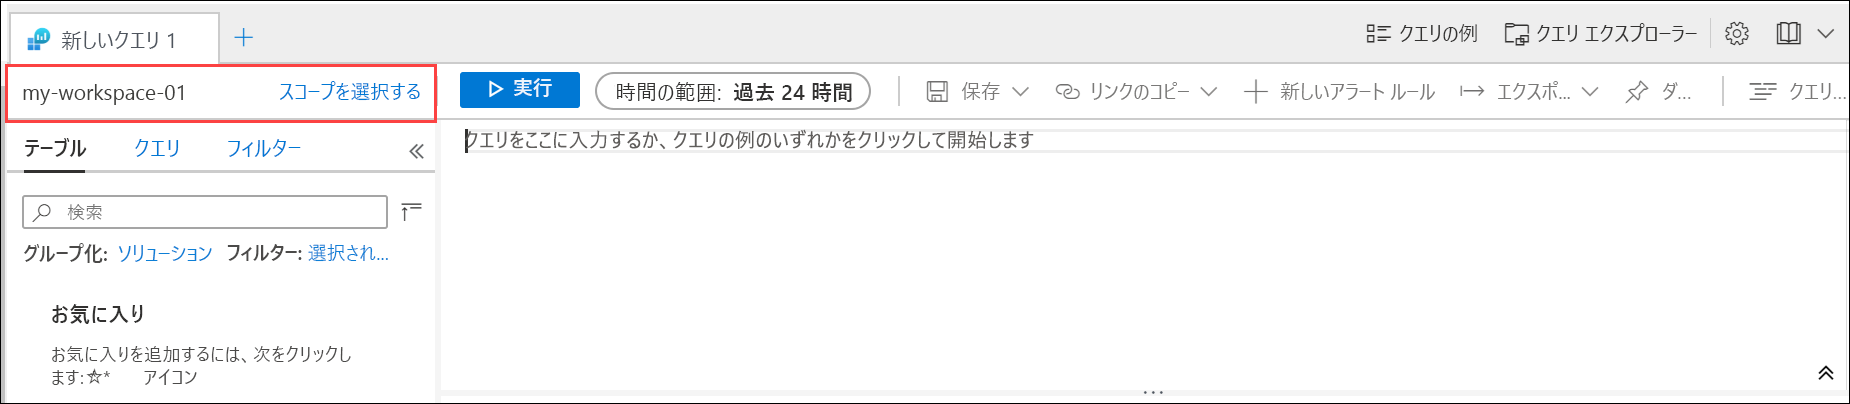 新しいクエリ 1
クエリの例
クエリ エクスプローラー
my-workspace-01
スコープを選択する
実行
時間の範囲: 過去 24 時間
保存
リンクのコピー
新しいアラート ルール
エクスポ...
ダ...
クエリ...
テーブル
クエリ
フィルター
クエリをここに入力するか、クエリの例のいずれかをクリックして開始します
検索
グループ化: ソリューション
フィルター: 選択され...
お気に入り
お気に入りを追加するには、次をクリックし
ます:☆* アイコン